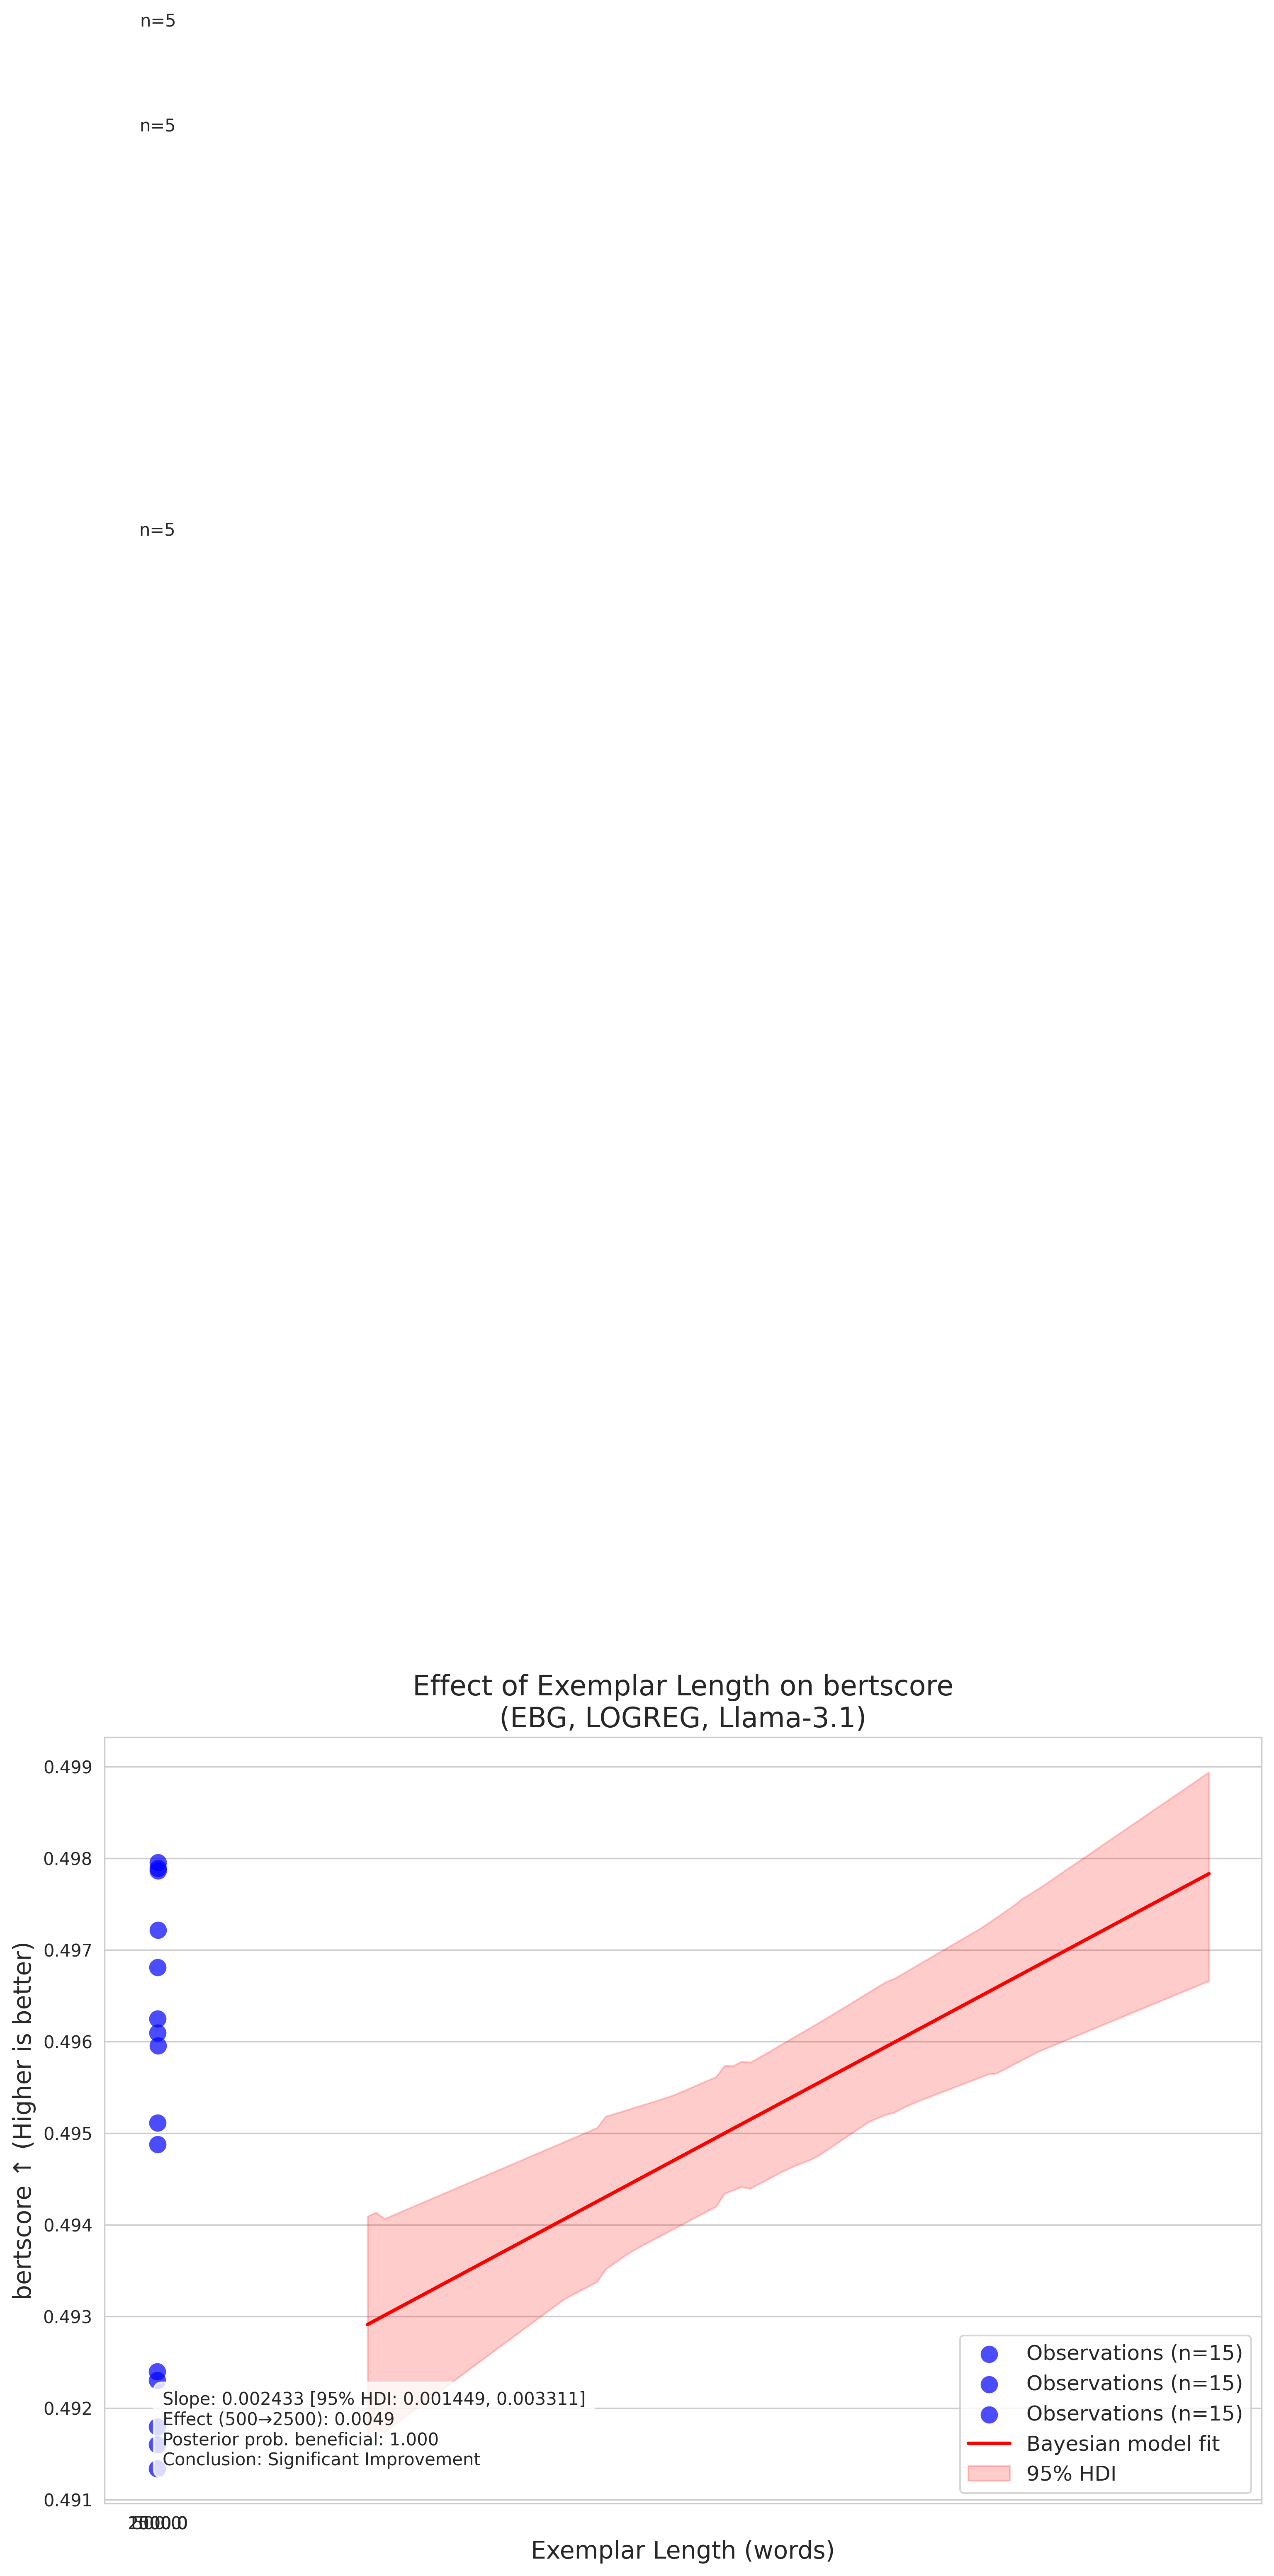 n=5
n=5
n=5
Effect of Exemplar Length on bertscore
(EBG, LOGREG, Llama-3.1)
bertscore ↑ (Higher is better)
0.499
0.498
0.497
0.496
0.495
0.494
0.493
0.492
0.491
Slope: 0.002433 [95% HDI: 0.001449, 0.003311]
Effect (500→2500): 0.0049
Posterior prob. beneficial: 1.000
Conclusion: Significant Improvement
Observations (n=15)
Observations (n=15)
Observations (n=15)
Bayesian model fit
95% HDI
Exemplar Length (words)